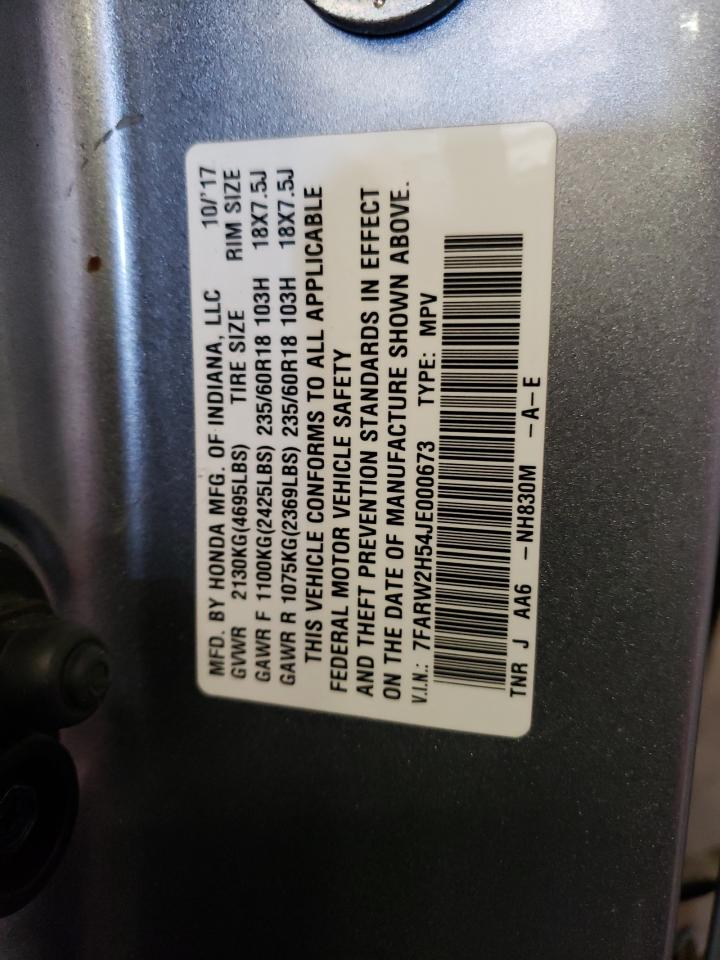 MFD. BY HONDA MFG. OF INDIANA, LLC 10/'17
GVWR 2130KG(4695LBS) TIRE SIZE RIM SIZE
GAWR F 1100KG(2425LBS) 235/60R18 103H 18X7.5J
GAWR R 1075KG(2369LBS) 235/60R18 103H 18X7.5J
THIS VEHICLE CONFORMS TO ALL APPLICABLE
FEDERAL MOTOR VEHICLE SAFETY
AND THEFT PREVENTION STANDARDS IN EFFECT
ON THE DATE OF MANUFACTURE SHOWN ABOVE.
V.I.N.: 7FARW2H54JE000673 TYPE: MPV
TNR J AA6 -NH830M -A-E